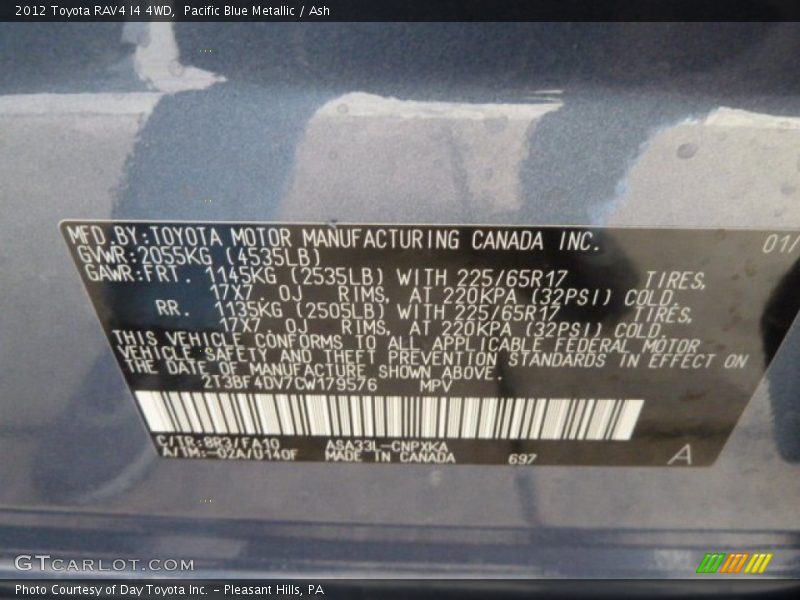 2012 Toyota RAV4 I4 4WD, Pacific Blue Metallic / Ash
MFD.BY:TOYOTA MOTOR MANUFACTURING CANADA INC. 01/
GVWR:2055KG (4535LB)
GAWR:FRT. 1145KG (2535LB) WITH 225/65R17 TIRES,
17X7.0J RIMS, AT 220KPA (32PSI) COLD.
RR. 1135KG (2505LB) WITH 225/65R17 TIRES,
17X7.0J RIMS, AT 220KPA (32PSI) COLD.
THIS VEHICLE CONFORMS TO ALL APPLICABLE FEDERAL MOTOR
VEHICLE SAFETY AND THEFT PREVENTION STANDARDS IN EFFECT ON
THE DATE OF MANUFACTURE SHOWN ABOVE.
2T3BF4DV7CW179576 MPV
C/TR:8R3/FA10 ASA33L-CNPXKA
A/TM:-02A/U140F MADE IN CANADA 697 A
GTCARLOT.COM
Photo Courtesy of Day Toyota Inc. - Pleasant Hills, PA